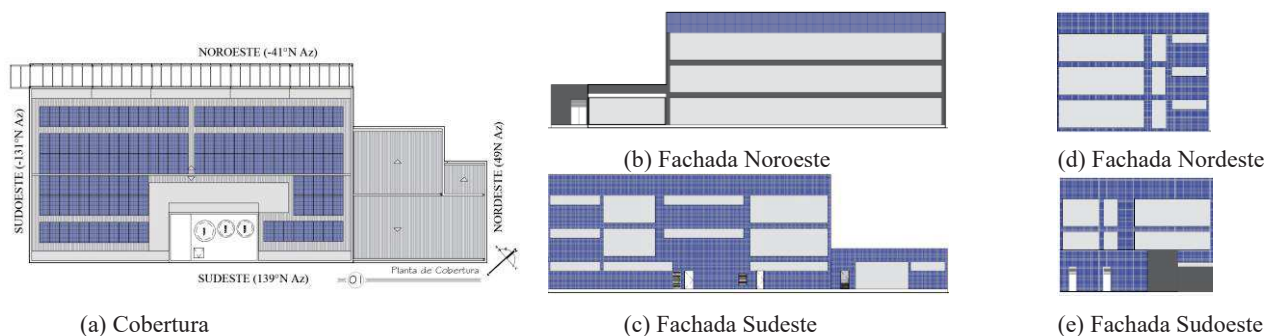 NOROESTE (-41°N Az)
SUDOESTE (-131°N Az)
NORDESTE (49N Az)
SUDESTE (139°N Az)
01
Planta de Cobertura
(a) Cobertura
(b) Fachada Noroeste
(c) Fachada Sudeste
(d) Fachada Nordeste
(e) Fachada Sudoeste